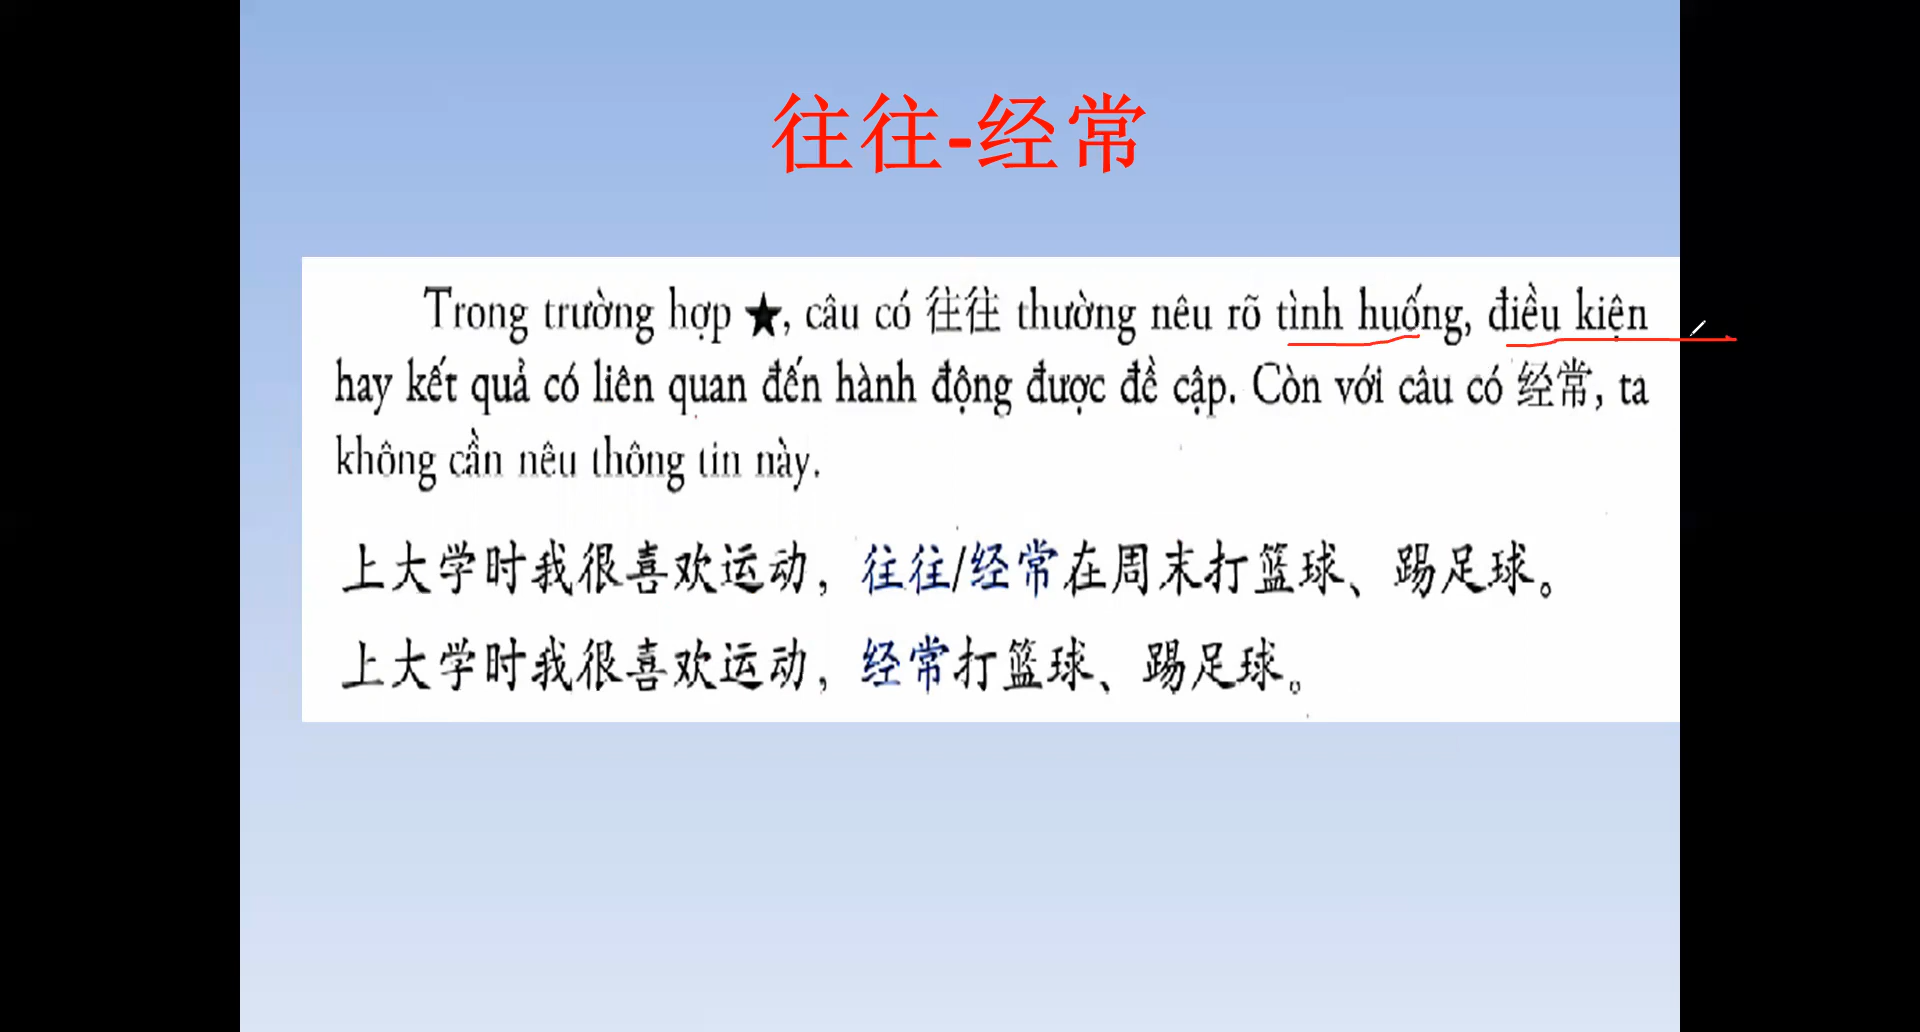 往往-经常
Trong trường hợp ★, câu có 往往 thường nêu rõ tình huống, điều kiện
hay kết quả có liên quan đến hành động được đề cập. Còn với câu có 经常, ta
không cần nêu thông tin này.
上大学时我很喜欢运动，往往/经常在周末打篮球、踢足球。
上大学时我很喜欢运动，经常打篮球、踢足球。